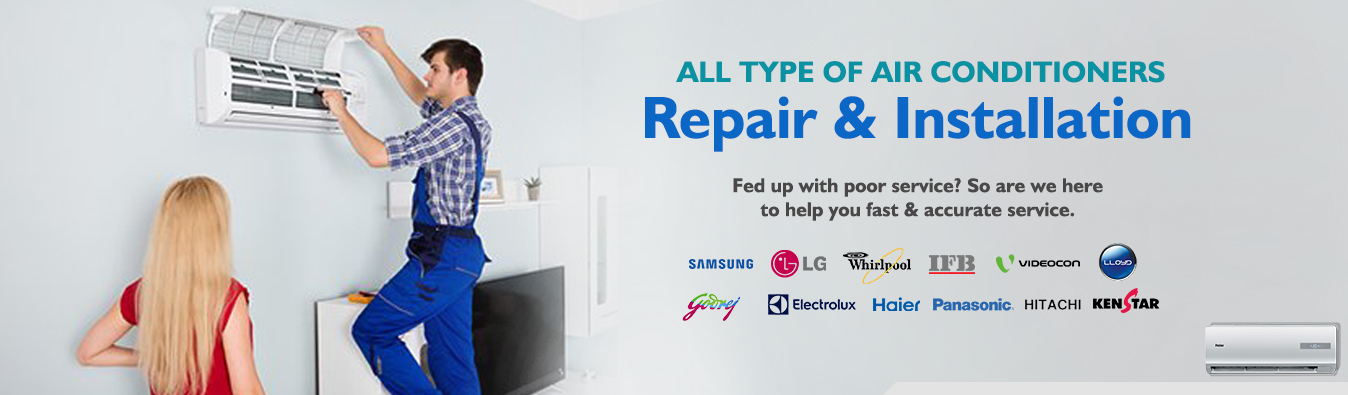 ALL TYPE OF AIR CONDITIONERS
Repair & Installation
Fed up with poor service? So are we here
to help you fast & accurate service.
SAMSUNG LG Whirlpool IFB VIDEOCON LLOYD
Godrej Electrolux Haier Panasonic HITACHI KENSTAR
Haier